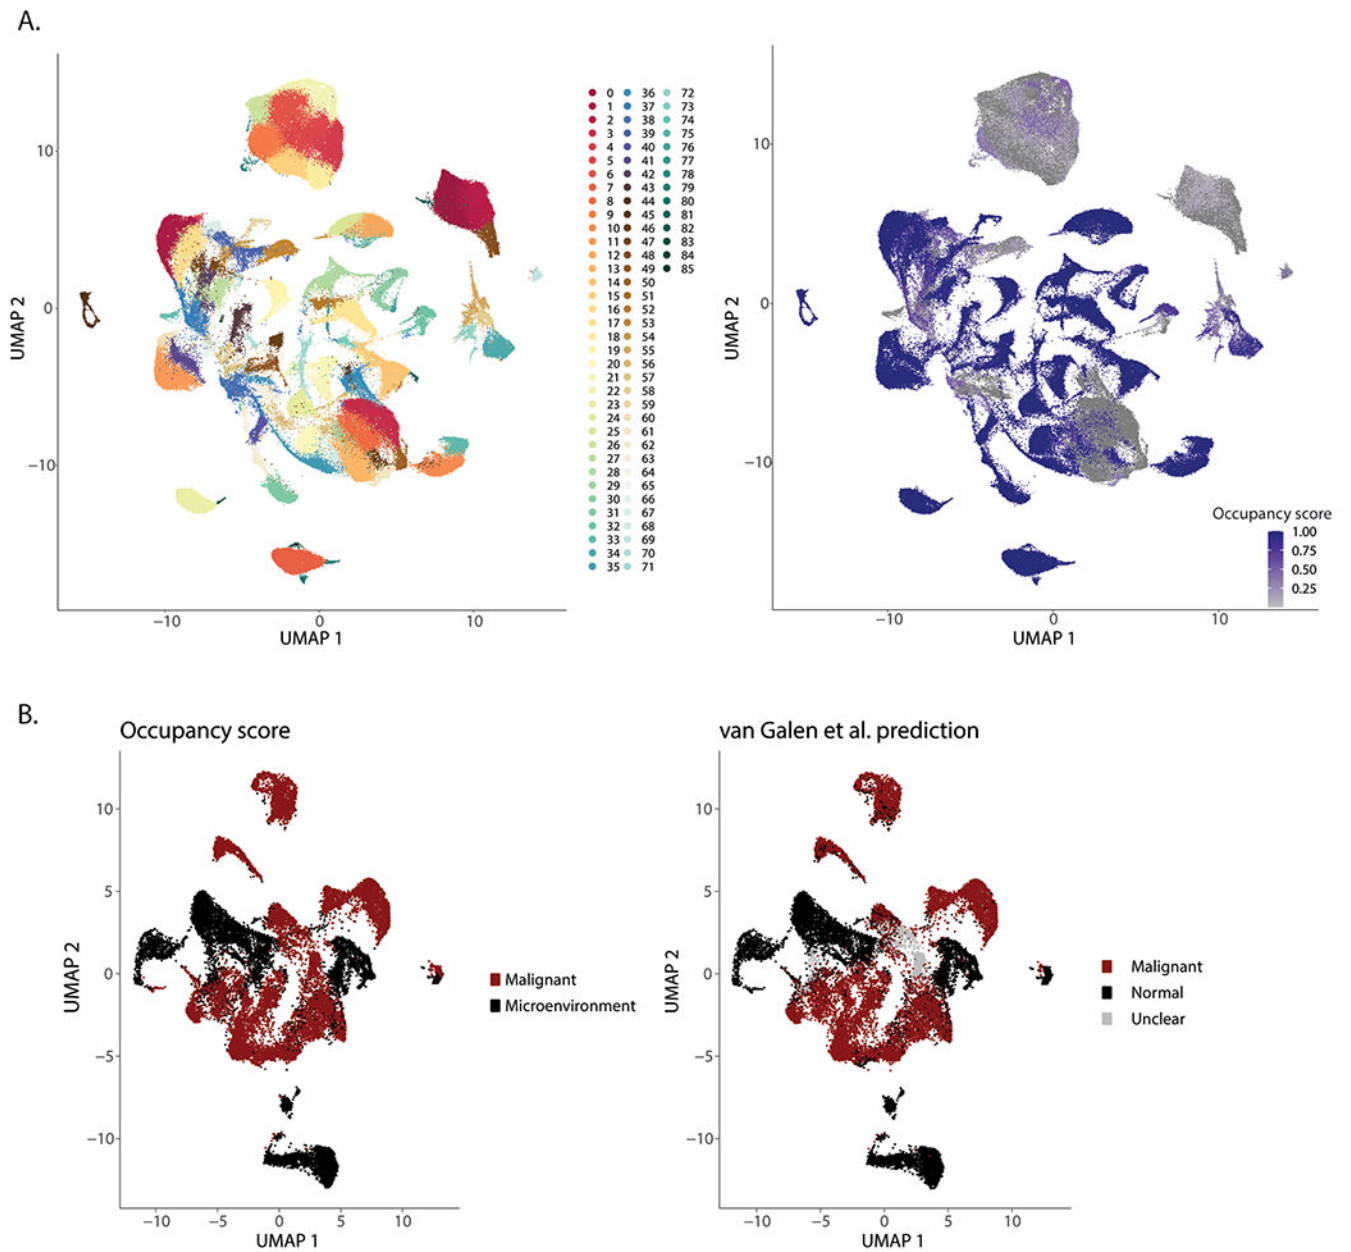 A.
10
0
−10
UMAP 2
−10
0
10
UMAP 1
0 36 72
1 37 73
2 38 74
3 39 75
4 40 76
5 41 77
6 42 78
7 43 79
8 44 80
9 45 81
10 46 82
11 47 83
12 48 84
13 49 85
14 50
15 51
16 52
17 53
18 54
19 55
20 56
21 57
22 58
23 59
24 60
25 61
26 62
27 63
28 64
29 65
30 66
31 67
32 68
33 69
34 70
35 71
10
0
−10
UMAP 2
−10
0
10
UMAP 1
Occupancy score
1.00
0.75
0.50
0.25
B.
Occupancy score
10
5
0
−5
−10
UMAP 2
−10
−5
0
5
10
UMAP 1
Malignant
Microenvironment
van Galen et al. prediction
10
5
0
−5
−10
UMAP 2
−10
−5
0
5
10
UMAP 1
Malignant
Normal
Unclear